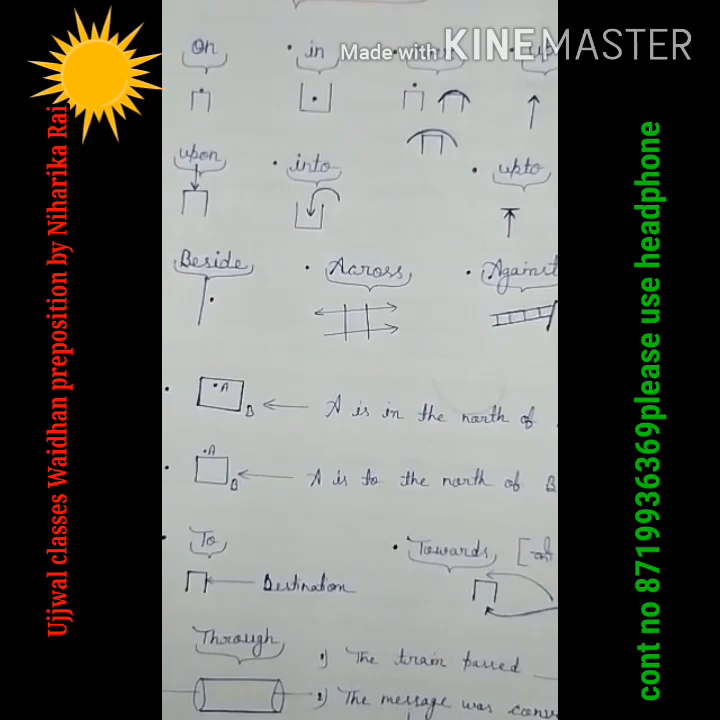 Made with KINEMASTER
Ujjwal classes Waidhan preposition by Niharika Rai
cont no 8719936369please use headphone
On
• in
upon
• into
• upto
Beside
• Across
• Against
• A
B
A is in the north of
• A
B
A is to the north of B
• To
• Towards
Destination
Through
1) The train passed
2) The message was